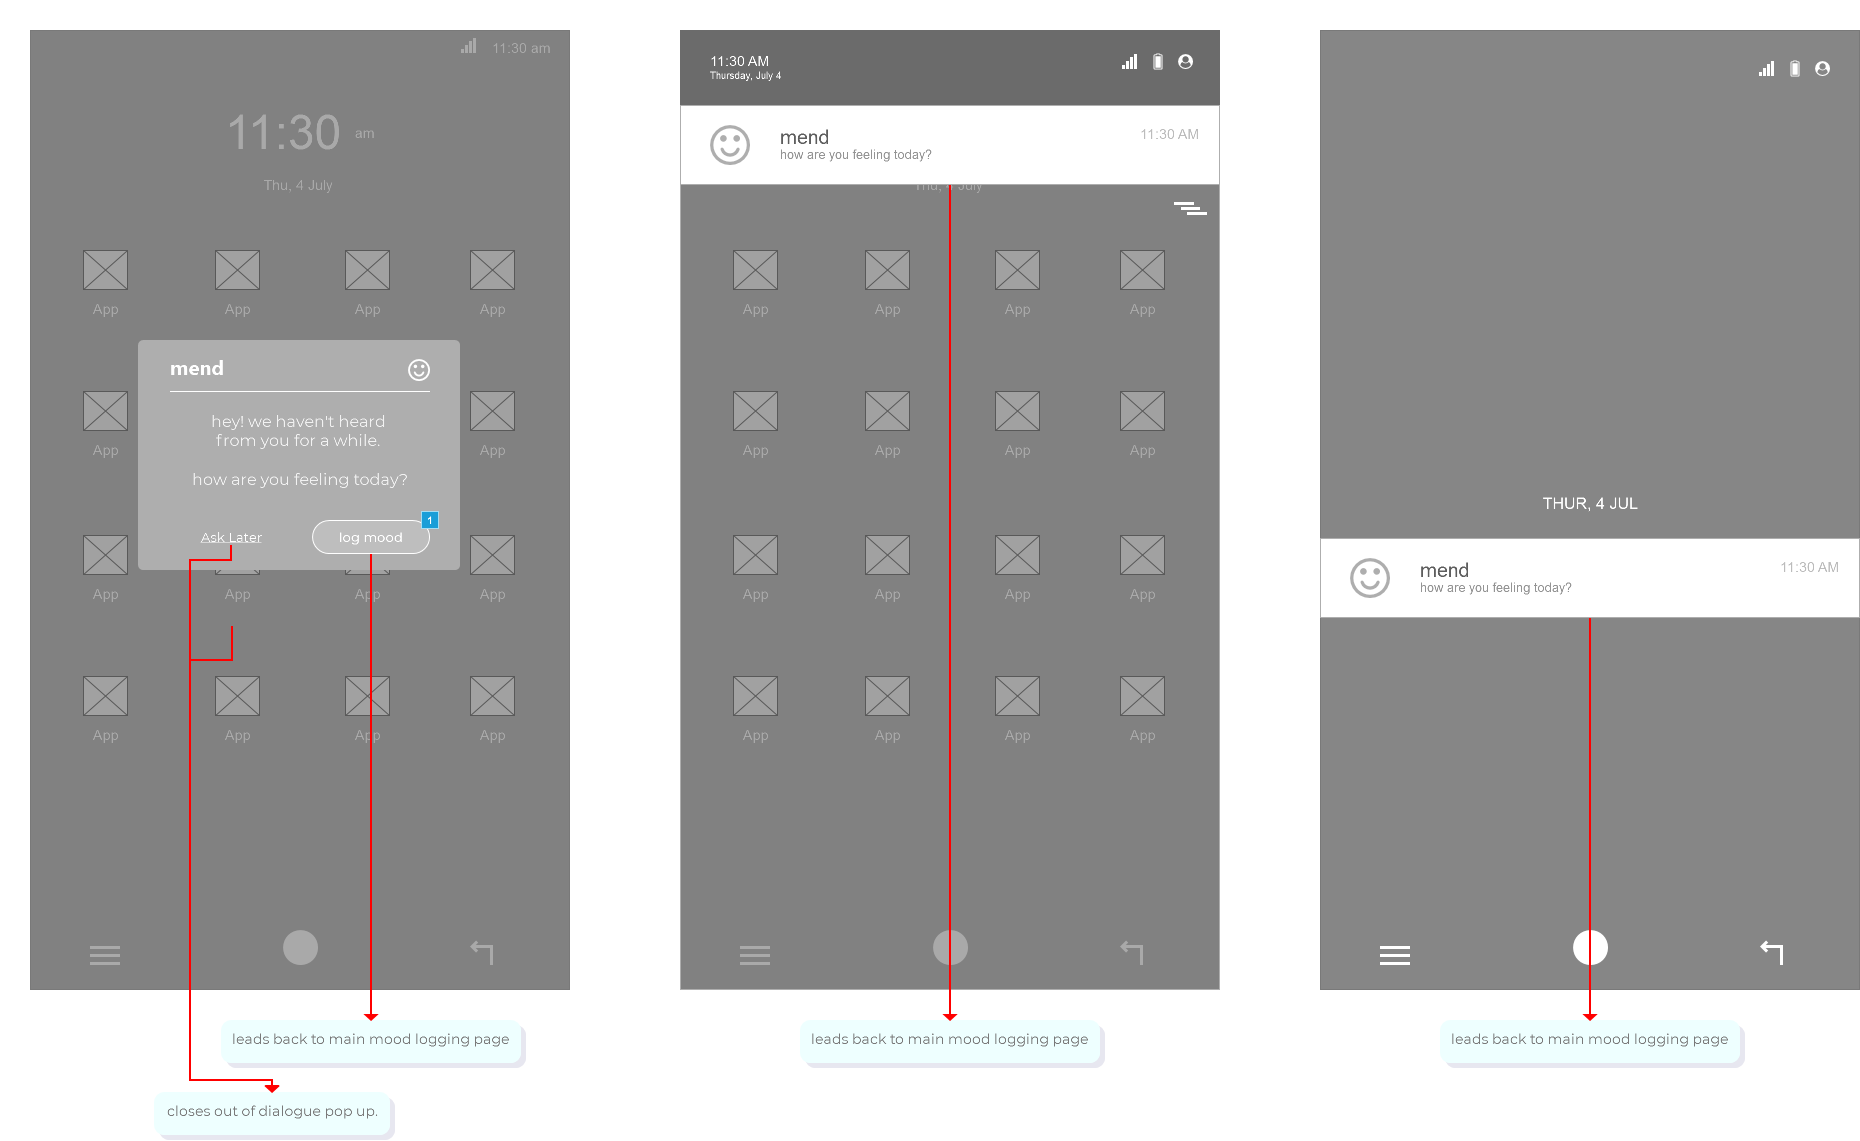 11:30 am
11:30 am
Thu, 4 July
App App App App
mend
hey! we haven't heard
from you for a while.
how are you feeling today?
1
Ask Later log mood
App App
App App App App
App App App App
leads back to main mood logging page
closes out of dialogue pop up.
11:30 AM
Thursday, July 4
mend
how are you feeling today?
11:30 AM
Thu, 4 July
App App App App
App App App App
App App App App
App App App App
leads back to main mood logging page
THUR, 4 JUL
mend
how are you feeling today?
11:30 AM
leads back to main mood logging page